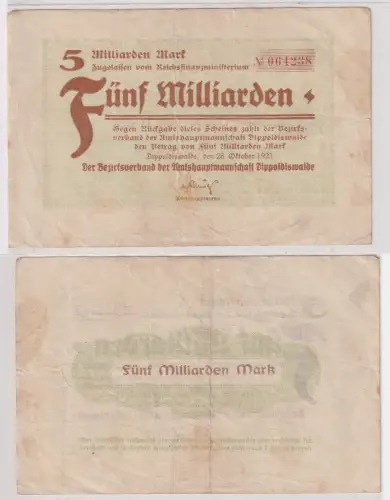 5 Milliarden Mark
Zugelassen vom Reichsfinanzministerium
№ 064238
Fünf Milliarden
Gegen Rückgabe dieses Scheines zahlt der Bezirks-
verband der Amtshauptmannschaft Dippoldiswalde
den Betrag von Fünf Milliarden Mark
Dippoldiswalde, den 26 Oktober 1923
Der Bezirksverband der Amtshauptmannschaft Dippoldiswalde
Fünf Milliarden Mark